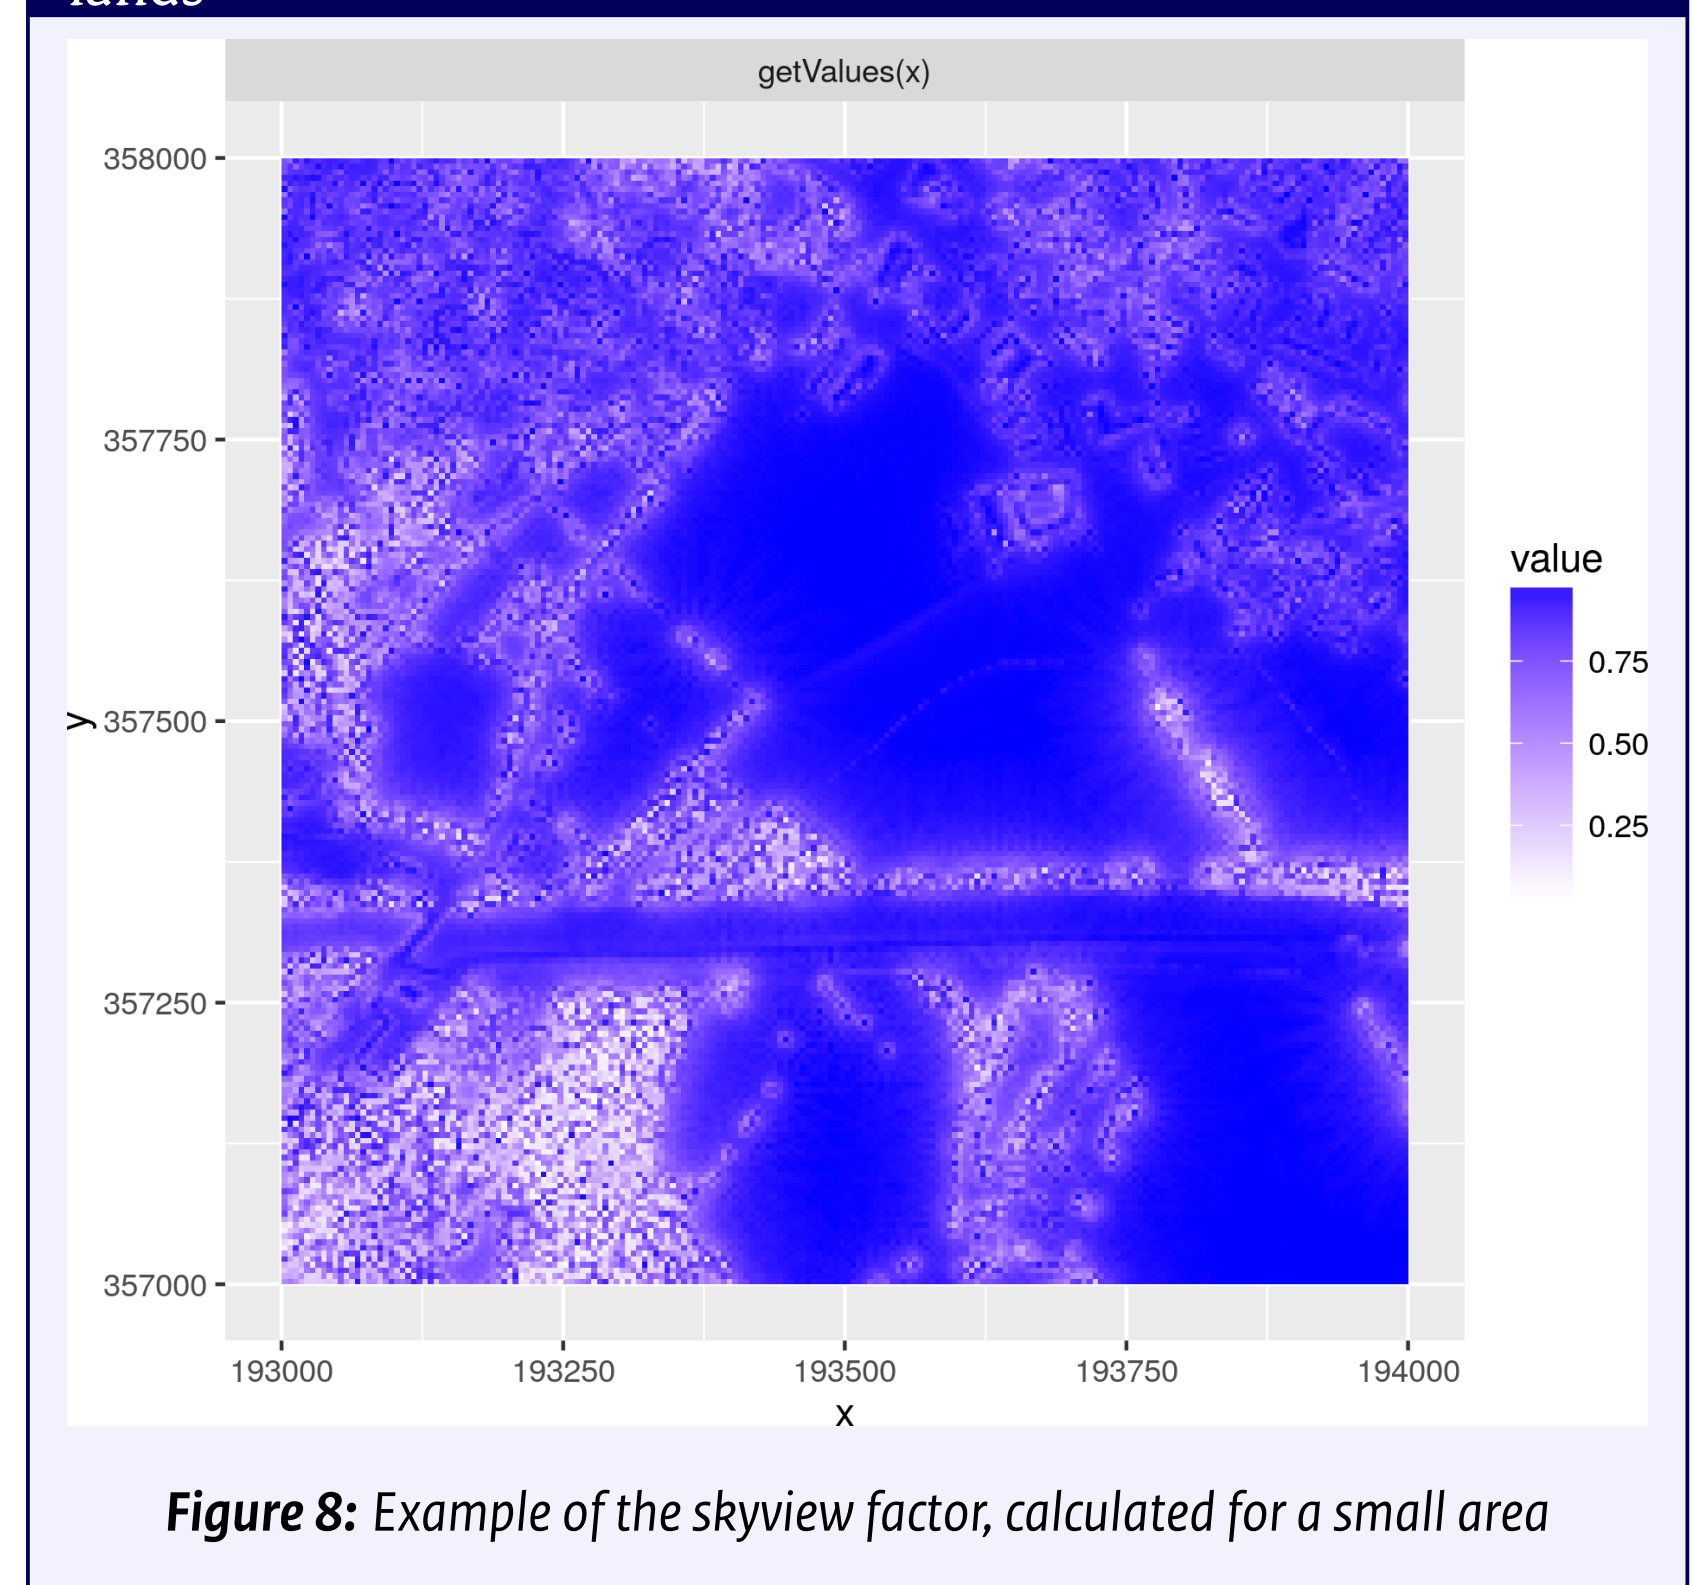 lands
getValues(x)
358000
357750
357500
357250
357000
y
193000
193250
193500
193750
194000
x
value
0.75
0.50
0.25
Figure 8: Example of the skyview factor, calculated for a small area